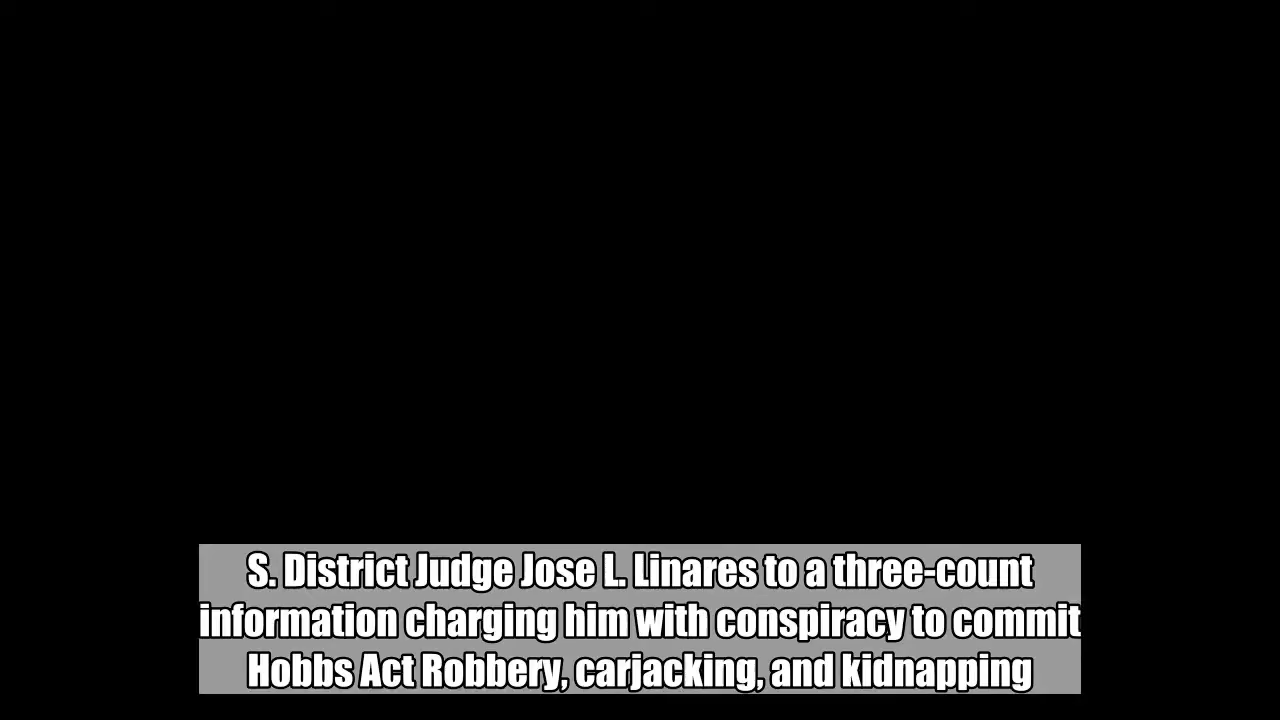 S. District Judge Jose L. Linares to a three-count
information charging him with conspiracy to commit
Hobbs Act Robbery, carjacking, and kidnapping